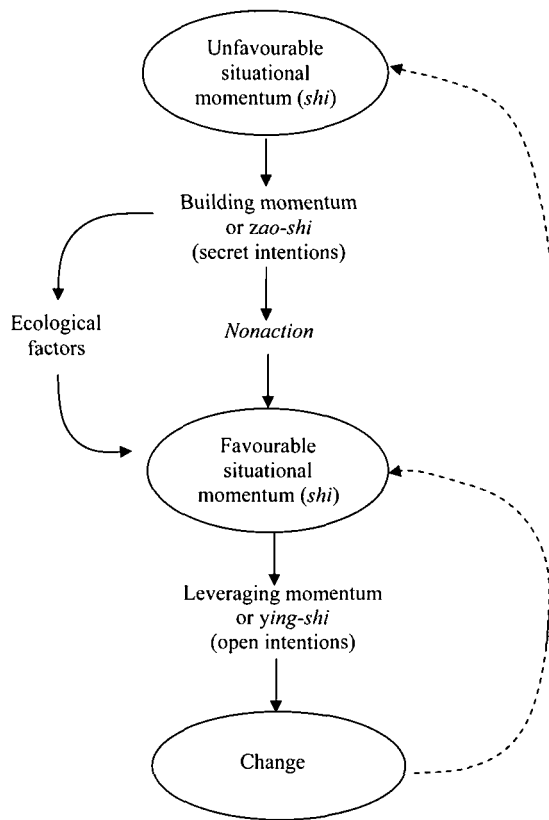 Unfavourable
situational
momentum (shi)
Building momentum
or zao-shi
(secret intentions)
Ecological
factors
Nonaction
Favourable
situational
momentum (shi)
Leveraging momentum
or ying-shi
(open intentions)
Change